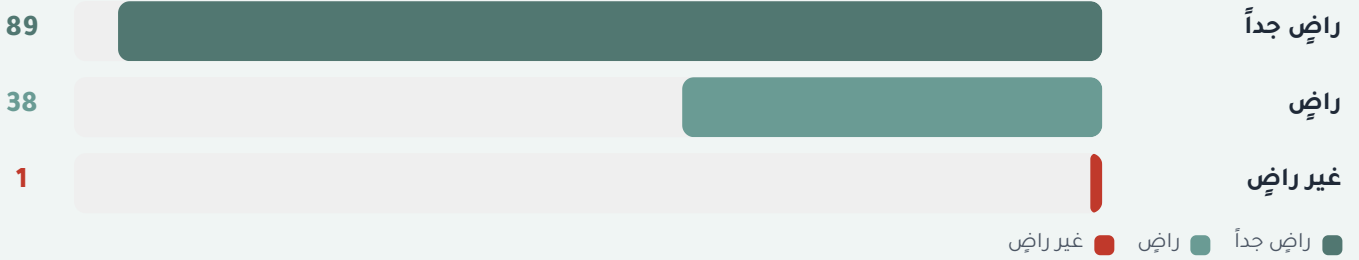 راضٍ جداً 89
راضٍ 38
غير راضٍ 1
راضٍ جداً راضٍ غير راضٍ